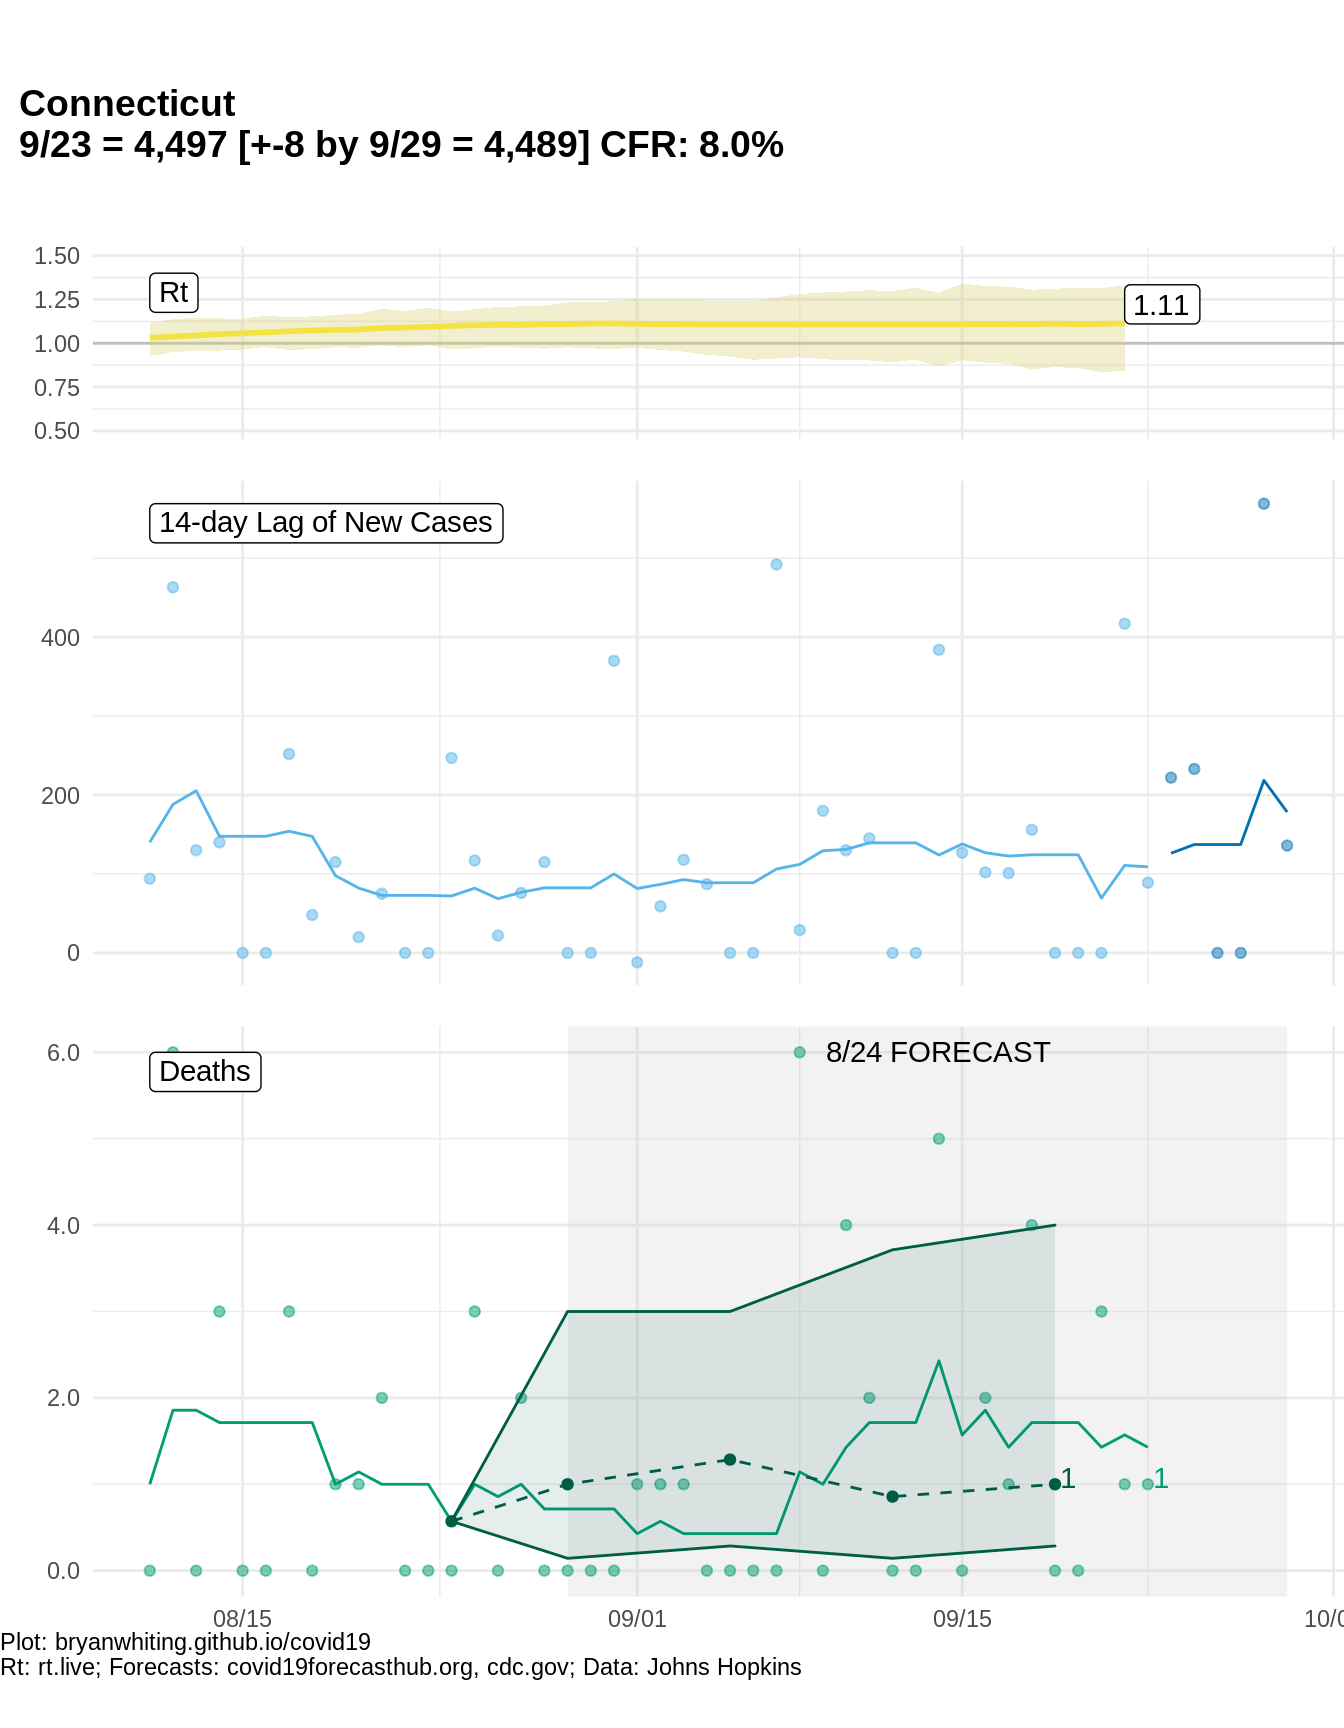 Connecticut
9/23 = 4,497 [+-8 by 9/29 = 4,489] CFR: 8.0%
1.50
1.25
1.00
0.75
0.50
Rt
1.11
14-day Lag of New Cases
400
200
0
Deaths
8/24 FORECAST
6.0
4.0
2.0
0.0
1
1
08/15
09/01
09/15
10/0
Plot: bryanwhiting.github.io/covid19
Rt: rt.live; Forecasts: covid19forecasthub.org, cdc.gov; Data: Johns Hopkins